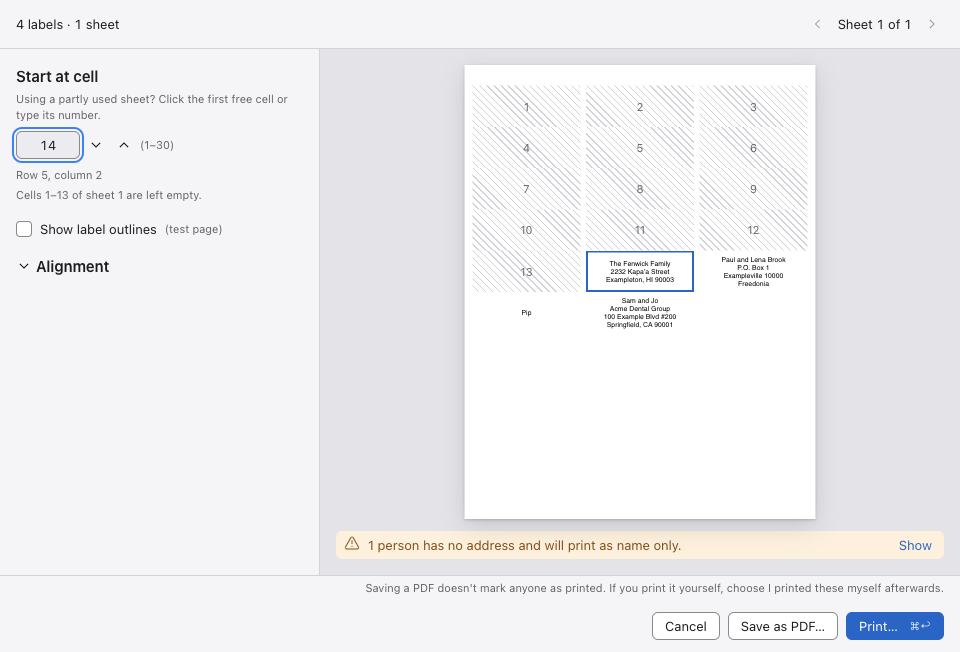 4 labels · 1 sheet
Sheet 1 of 1
Start at cell
Using a partly used sheet? Click the first free cell or
type its number.
14
(1–30)
Row 5, column 2
Cells 1–13 of sheet 1 are left empty.
Show label outlines (test page)
Alignment
1 2 3
4 5 6
7 8 9
10 11 12
13
The Fenwick Family
2232 Kapa'a Street
Exampleton, HI 90003
Paul and Lena Brook
P.O. Box 1
Exampleville 10000
Freedonia
Pip
Sam and Jo
Acme Dental Group
100 Example Blvd #200
Springfield, CA 90001
1 person has no address and will print as name only.
Show
Saving a PDF doesn't mark anyone as printed. If you print it yourself, choose I printed these myself afterwards.
Cancel
Save as PDF...
Print... ⌘↩